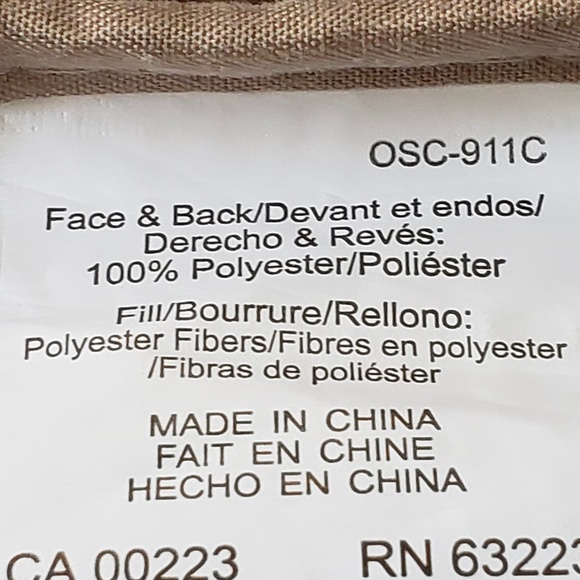 OSC-911C
Face & Back/Devant et endos/
Derecho & Revés:
100% Polyester/Poliéster
Fill/Bourrure/Rellono:
Polyester Fibers/Fibres en polyester
/Fibras de poliéster
MADE IN CHINA
FAIT EN CHINE
HECHO EN CHINA
CA 00223 RN 63223